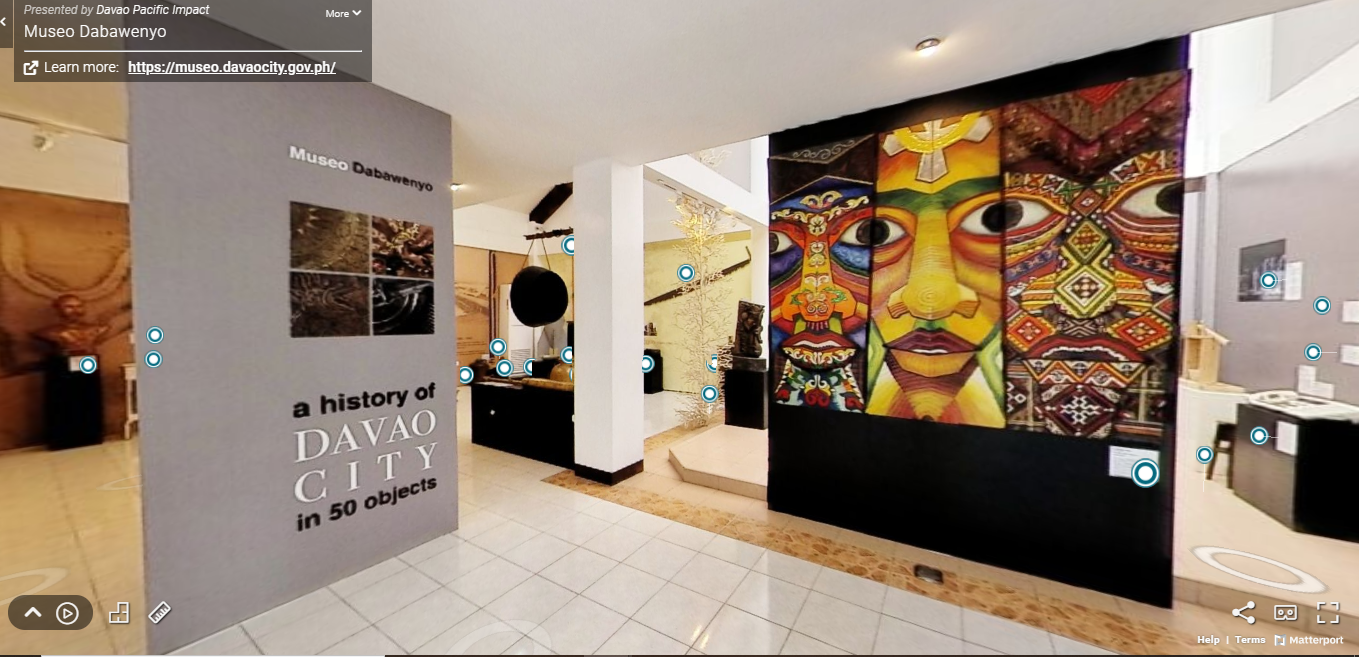 Presented by Davao Pacific Impact
More
Museo Dabawenyo
Learn more: https://museo.davaocity.gov.ph/
Museo Dabawenyo
a history of
DAVAO
CITY
in 50 objects
Help | Terms Matterport